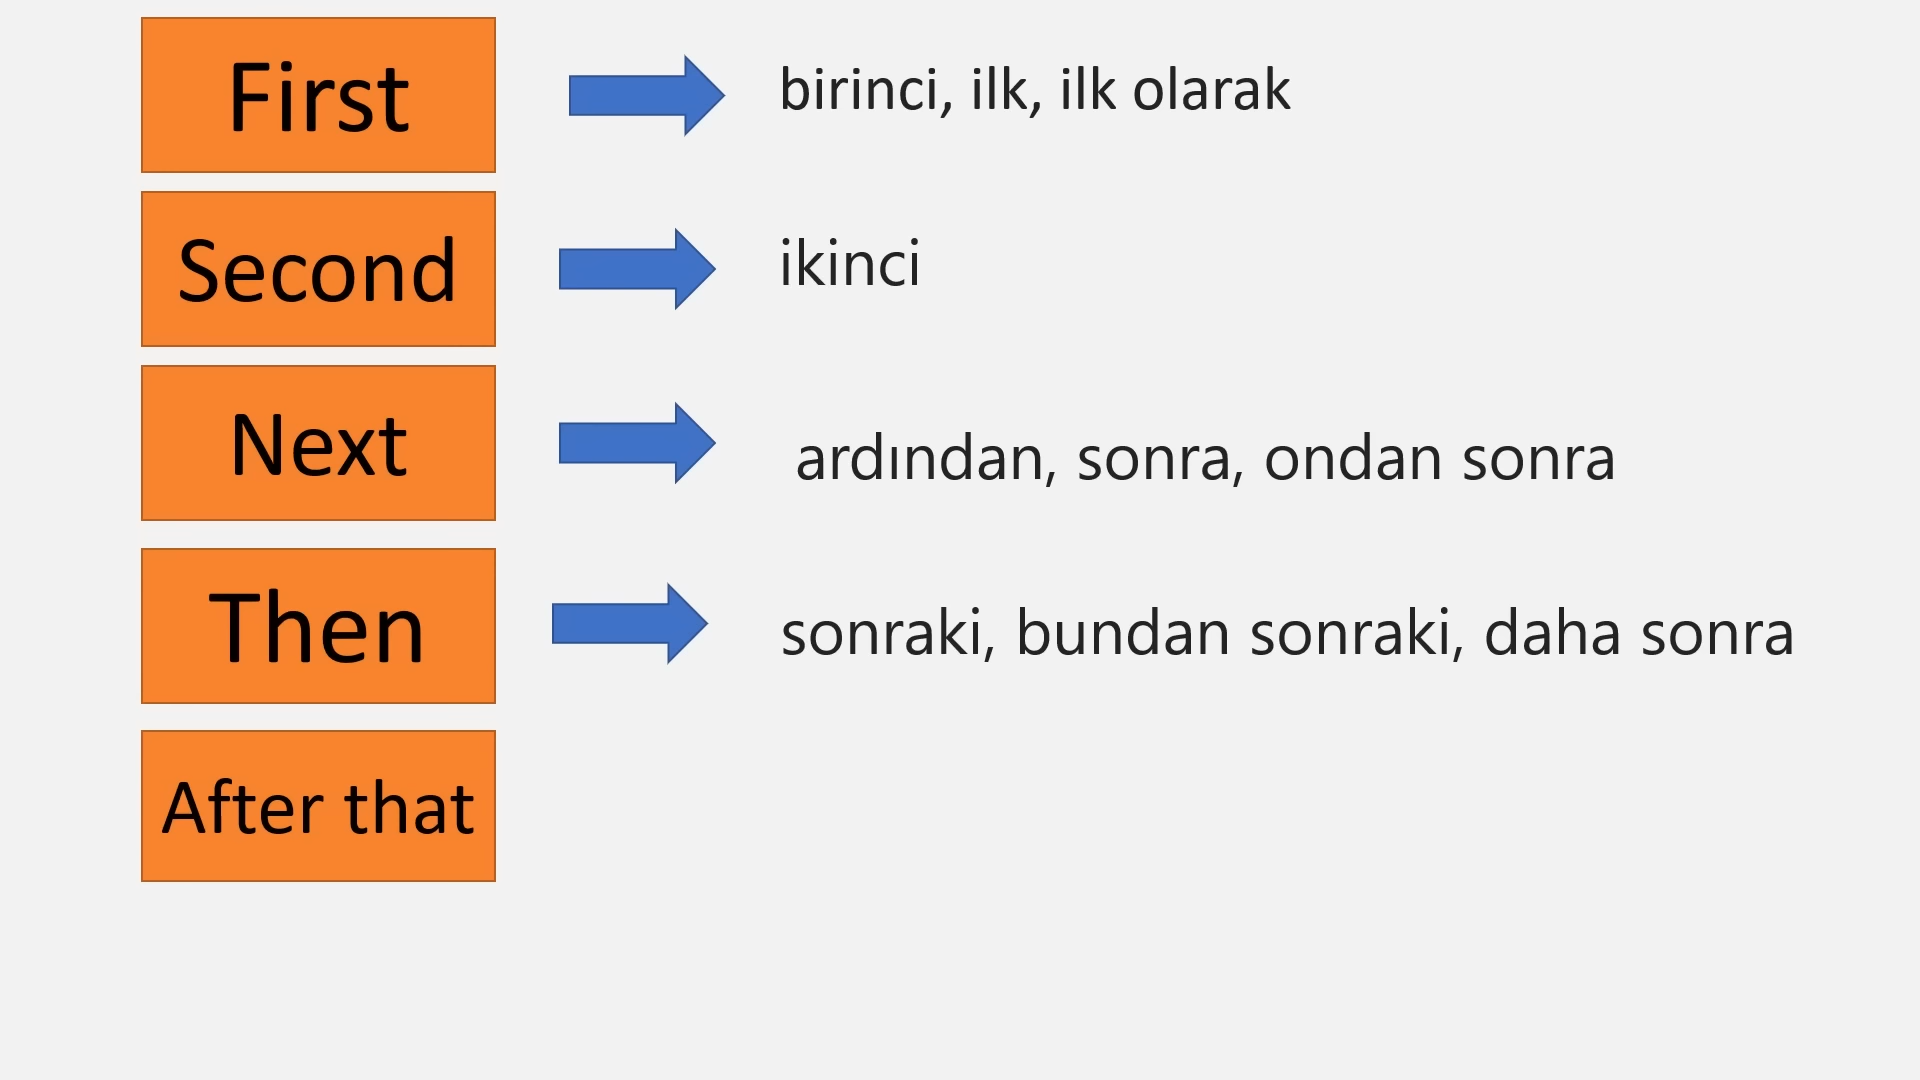 First
birinci, ilk, ilk olarak
Second
ikinci
Next
ardından, sonra, ondan sonra
Then
sonraki, bundan sonraki, daha sonra
After that